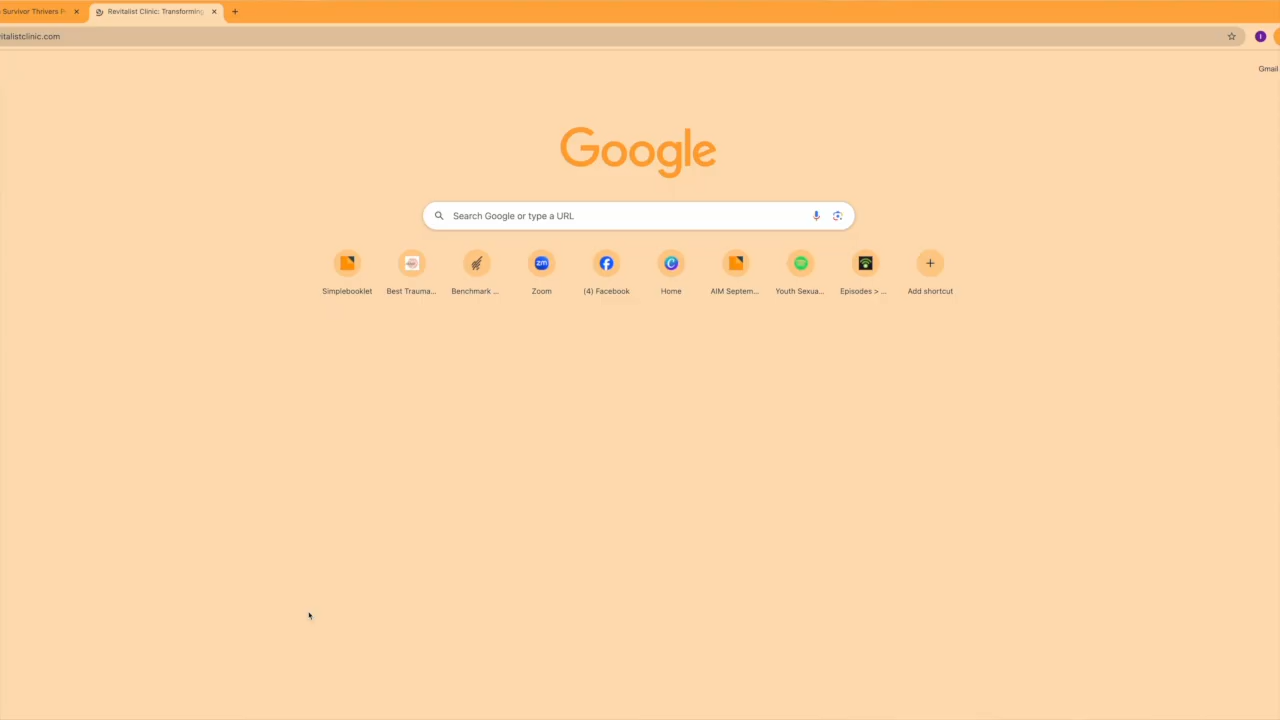 Survivor Thrivers
Revitalist Clinic: Transforming
italistclinic.com
Gmail
Google
Search Google or type a URL
zm
Simplebooklet
Best Trauma...
Benchmark ...
Zoom
(4) Facebook
Home
AIM Septem...
Youth Sexua...
Episodes > ...
Add shortcut